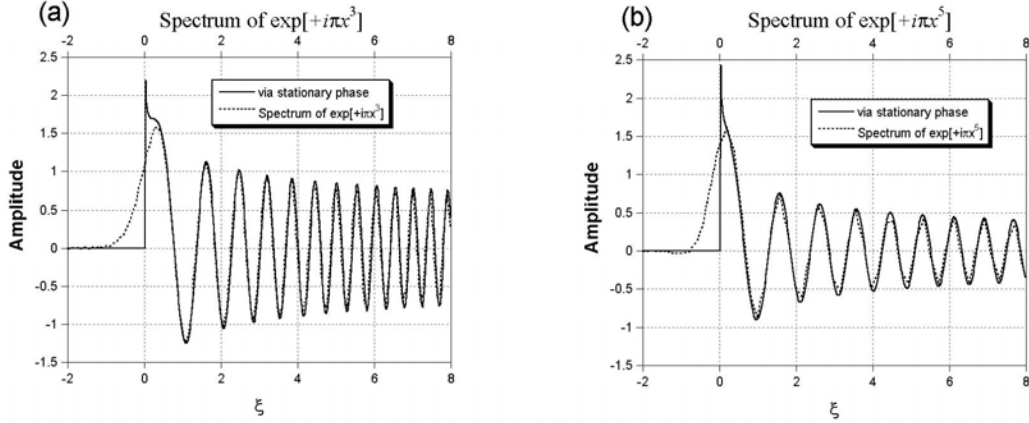 (a)
Spectrum of exp[+iπx³]
-2 0 2 4 6 8
2.5
2
1.5
1
0.5
0
-0.5
-1
-1.5
Amplitude
via stationary phase
Spectrum of exp[+iπx³]
-2 0 2 4 6 8
ξ
(b)
Spectrum of exp[+iπx⁵]
-2 0 2 4 6 8
2.5
2
1.5
1
0.5
0
-0.5
-1
-1.5
Amplitude
via stationary phase
Spectrum of exp[+iπx⁵]
-2 0 2 4 6 8
ξ